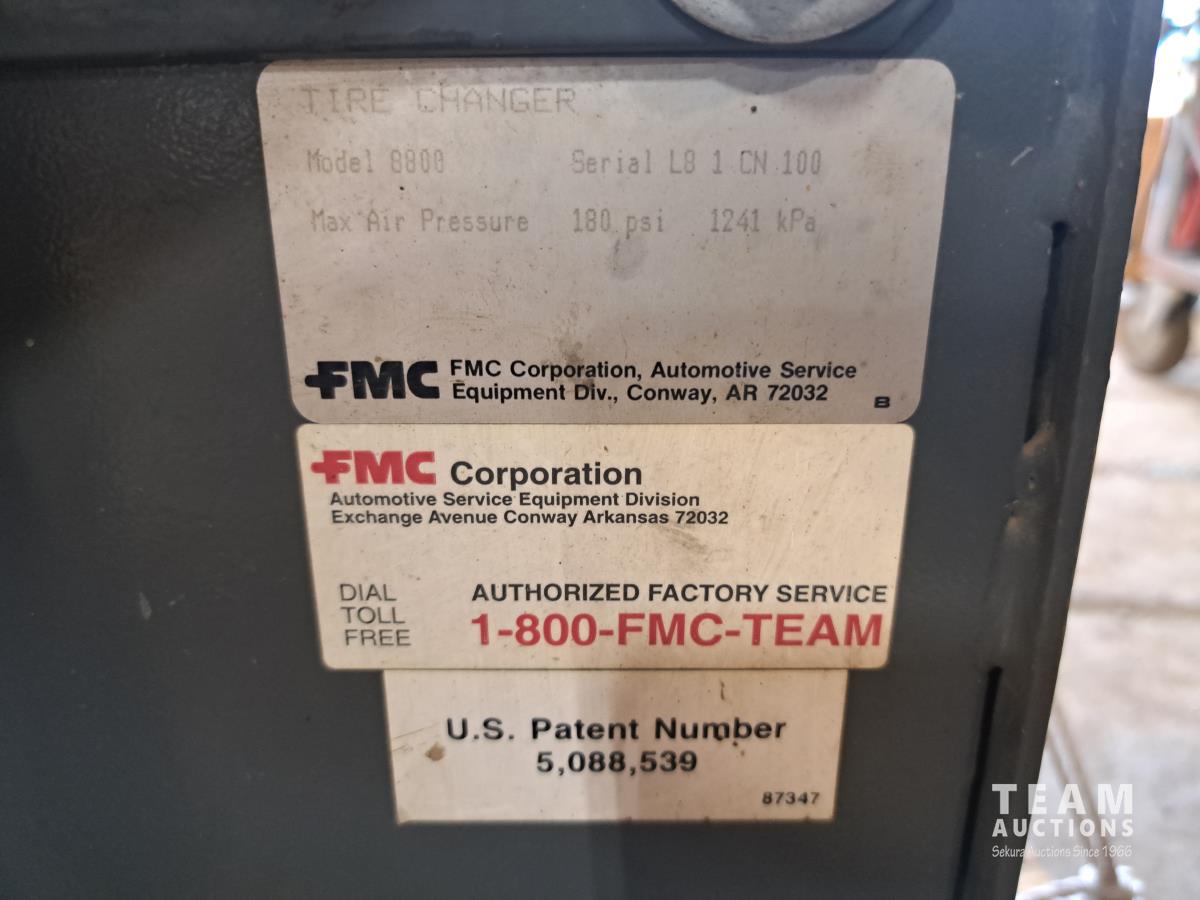 TIRE CHANGER
Model 8800 Serial L8 1 CN 100
Max Air Pressure 180 psi 1241 kPa
FMC FMC Corporation, Automotive Service
Equipment Div., Conway, AR 72032 B
FMC Corporation
Automotive Service Equipment Division
Exchange Avenue Conway Arkansas 72032
DIAL
TOLL
FREE
AUTHORIZED FACTORY SERVICE
1-800-FMC-TEAM
U.S. Patent Number
5,088,539
87347
TEAM
AUCTIONS
Sekura Auctions Since 1966